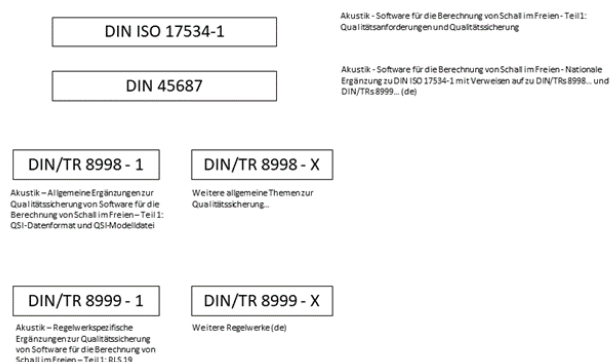 DIN ISO 17534-1
Akustik - Software für die Berechnung von Schall im Freien - Teil 1:
Qualitätsanforderungen und Qualitätssicherung
DIN 45687
Akustik - Software für die Berechnung von Schall im Freien - Nationale
Ergänzung zu DIN ISO 17534-1 mit Verweisen auf zu DIN/TRs 8998... und
DIN/TRs 8999... (de)
DIN/TR 8998 - 1
Akustik – Allgemeine Ergänzungen zur
Qualitätssicherung von Software für die
Berechnung von Schall im Freien – Teil 1:
QSI-Datenformat und QSI-Modelldatei
DIN/TR 8998 - X
Weitere allgemeine Themen zur
Qualitätssicherung...
DIN/TR 8999 - 1
Akustik – Regelwerkspezifische
Ergänzungen zur Qualitätssicherung
von Software für die Berechnung von
Schall im Freien – Teil 1: RLS 19
DIN/TR 8999 - X
Weitere Regelwerke (de)